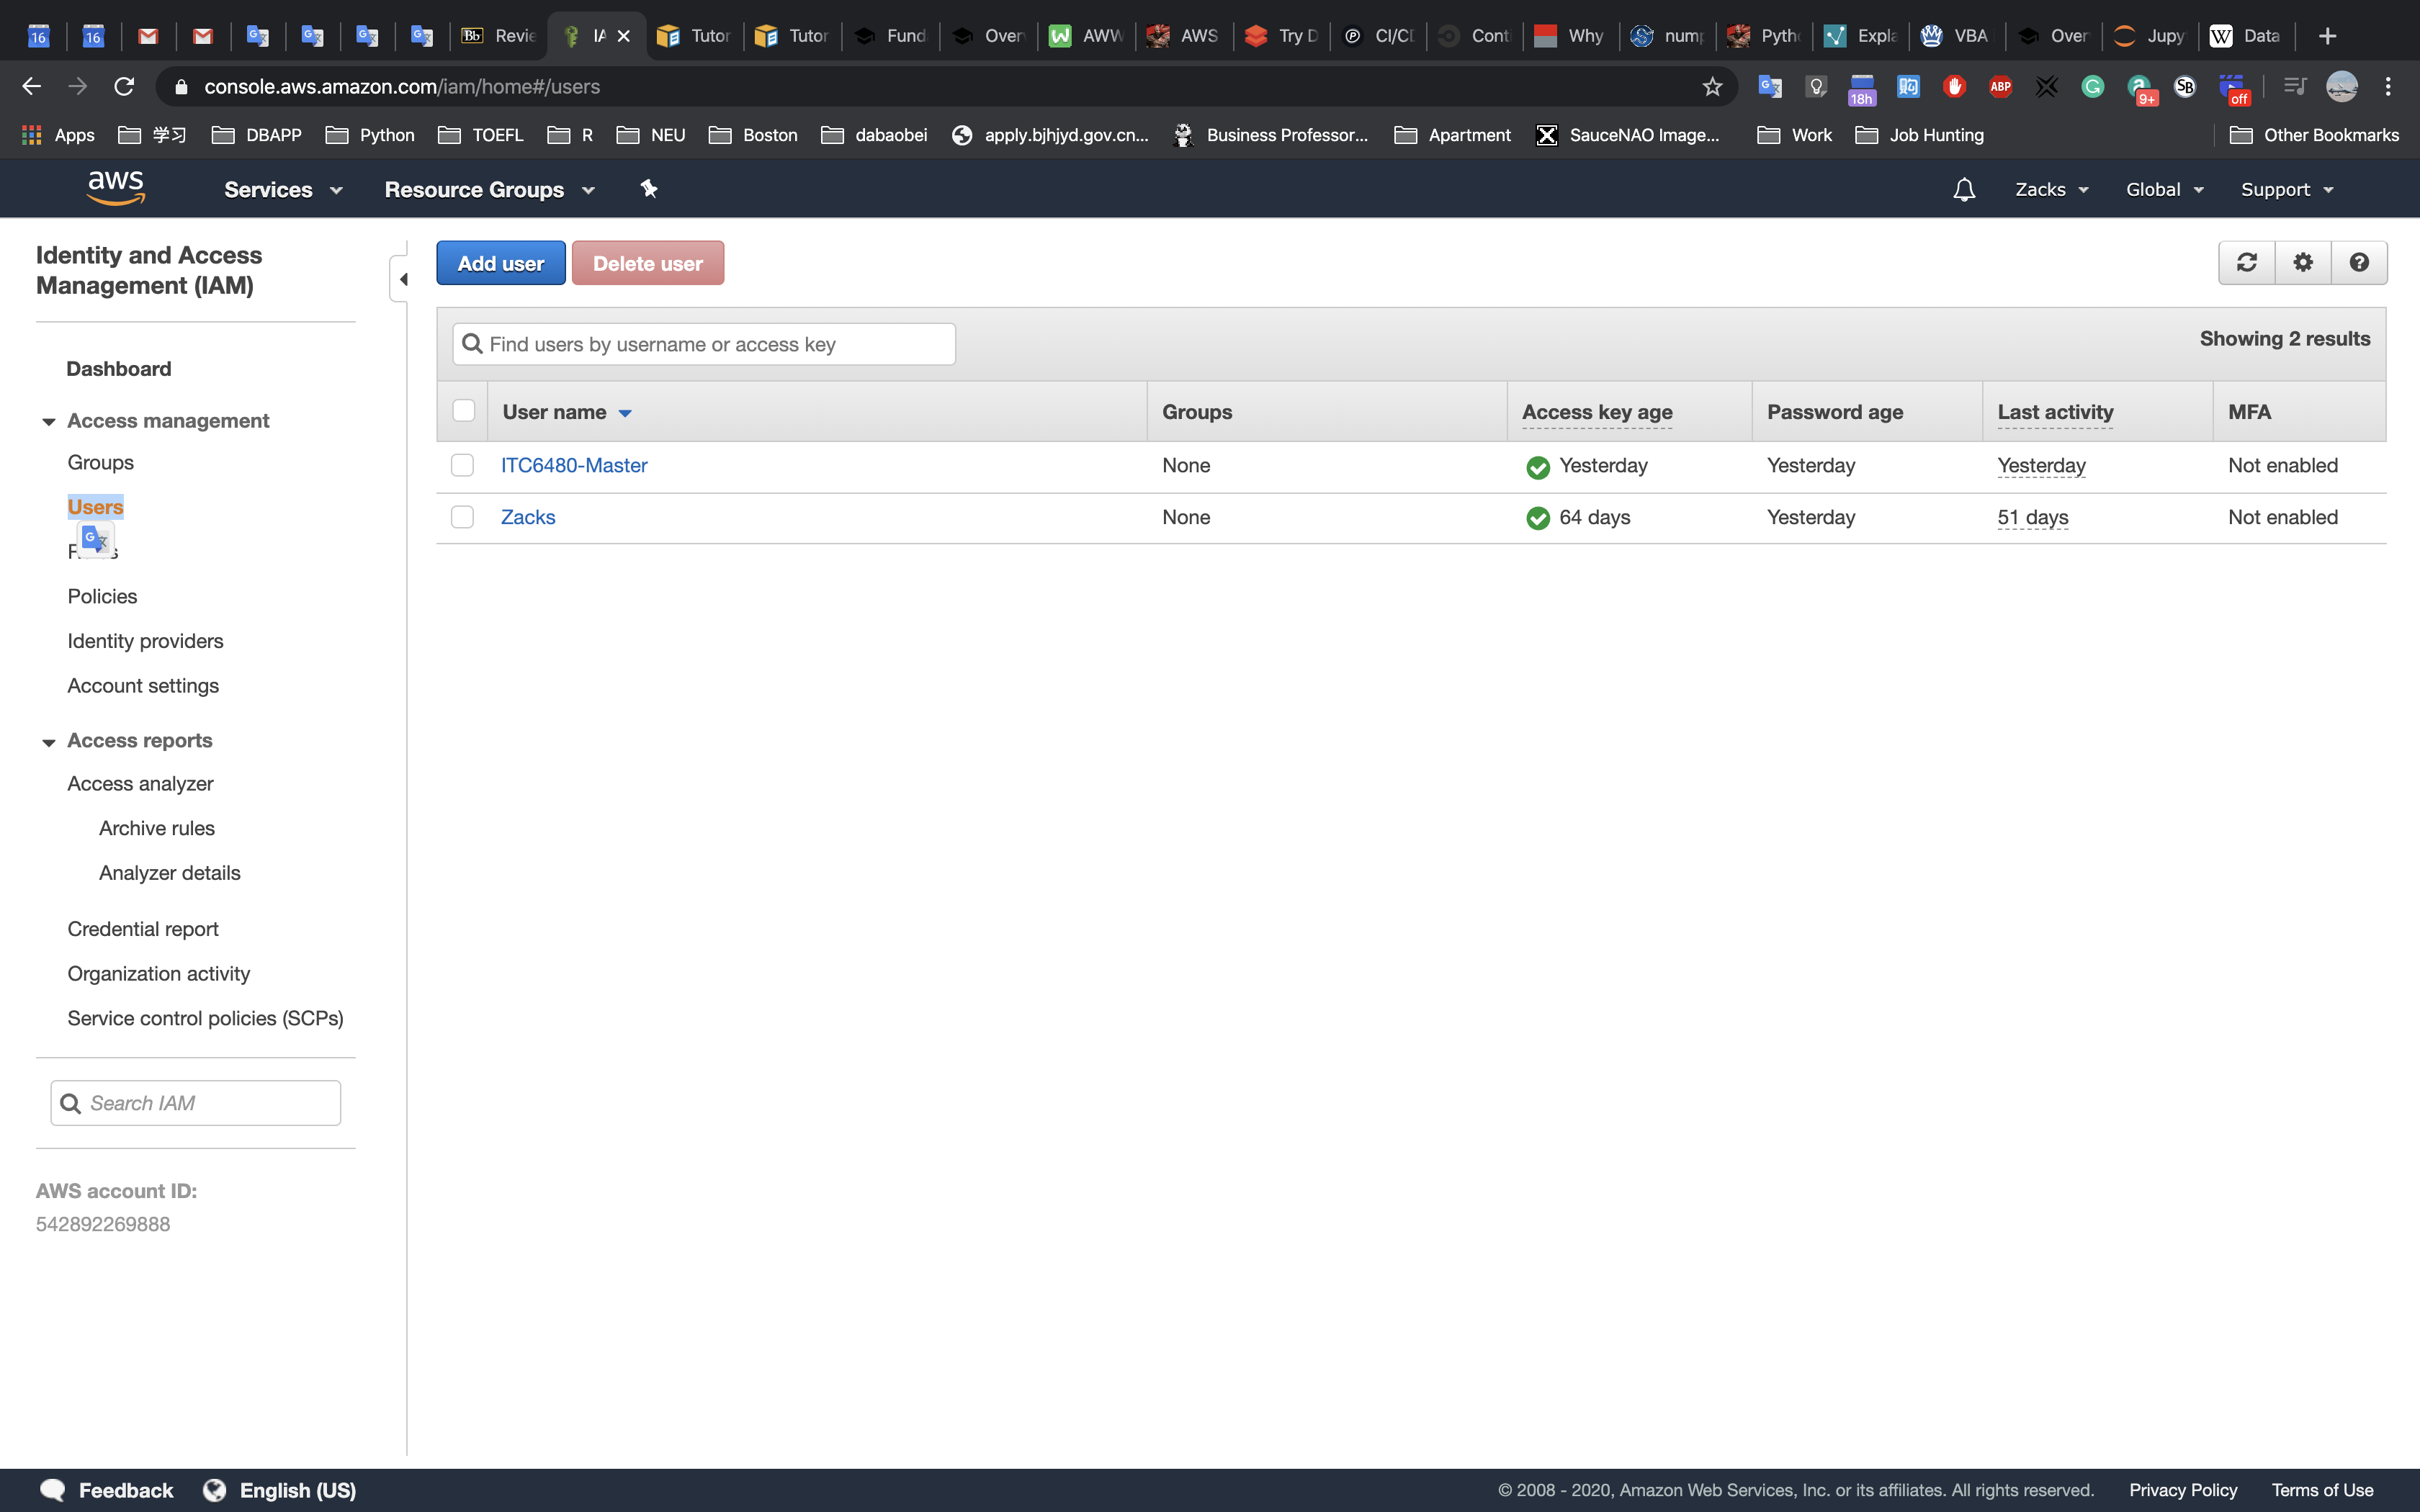 16 16 Bb Revie IA Tutor Tutor Fund Over AWW AWS Try D CI/CD Cont Why nump Pytho Expla VBA Over Jupy W Data
console.aws.amazon.com/iam/home#/users 18h ABP 9+ SB off
Apps 学习 DBAPP Python TOEFL R NEU Boston dabaobei apply.bjhjyd.gov.cn... Business Professor... Apartment SauceNAO Image... Work Job Hunting Other Bookmarks
aws Services Resource Groups Zacks Global Support
Identity and Access
Management (IAM)
Add user Delete user
Find users by username or access key
Showing 2 results
Dashboard
Access management
Groups
Users
Policies
Identity providers
Account settings
Access reports
Access analyzer
Archive rules
Analyzer details
Credential report
Organization activity
Service control policies (SCPs)
Search IAM
AWS account ID:
542892269888
User name Groups Access key age Password age Last activity MFA
ITC6480-Master None Yesterday Yesterday Yesterday Not enabled
Zacks None 64 days Yesterday 51 days Not enabled
Feedback English (US) © 2008 - 2020, Amazon Web Services, Inc. or its affiliates. All rights reserved. Privacy Policy Terms of Use